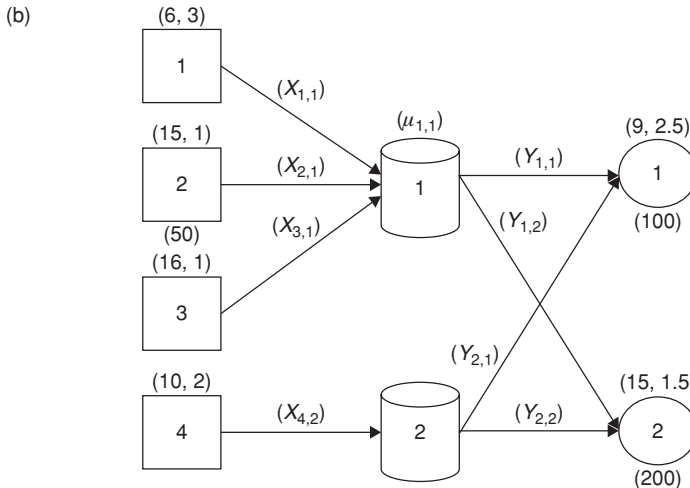 (b)
(6, 3)
1
(X1,1)
(15, 1)
2
(X2,1)
(50)
(16, 1)
3
(X3,1)
(10, 2)
4
(X4,2)
(μ1,1)
1
2
(Y1,1)
(Y1,2)
(Y2,1)
(Y2,2)
(9, 2.5)
1
(100)
(15, 1.5
2
(200)